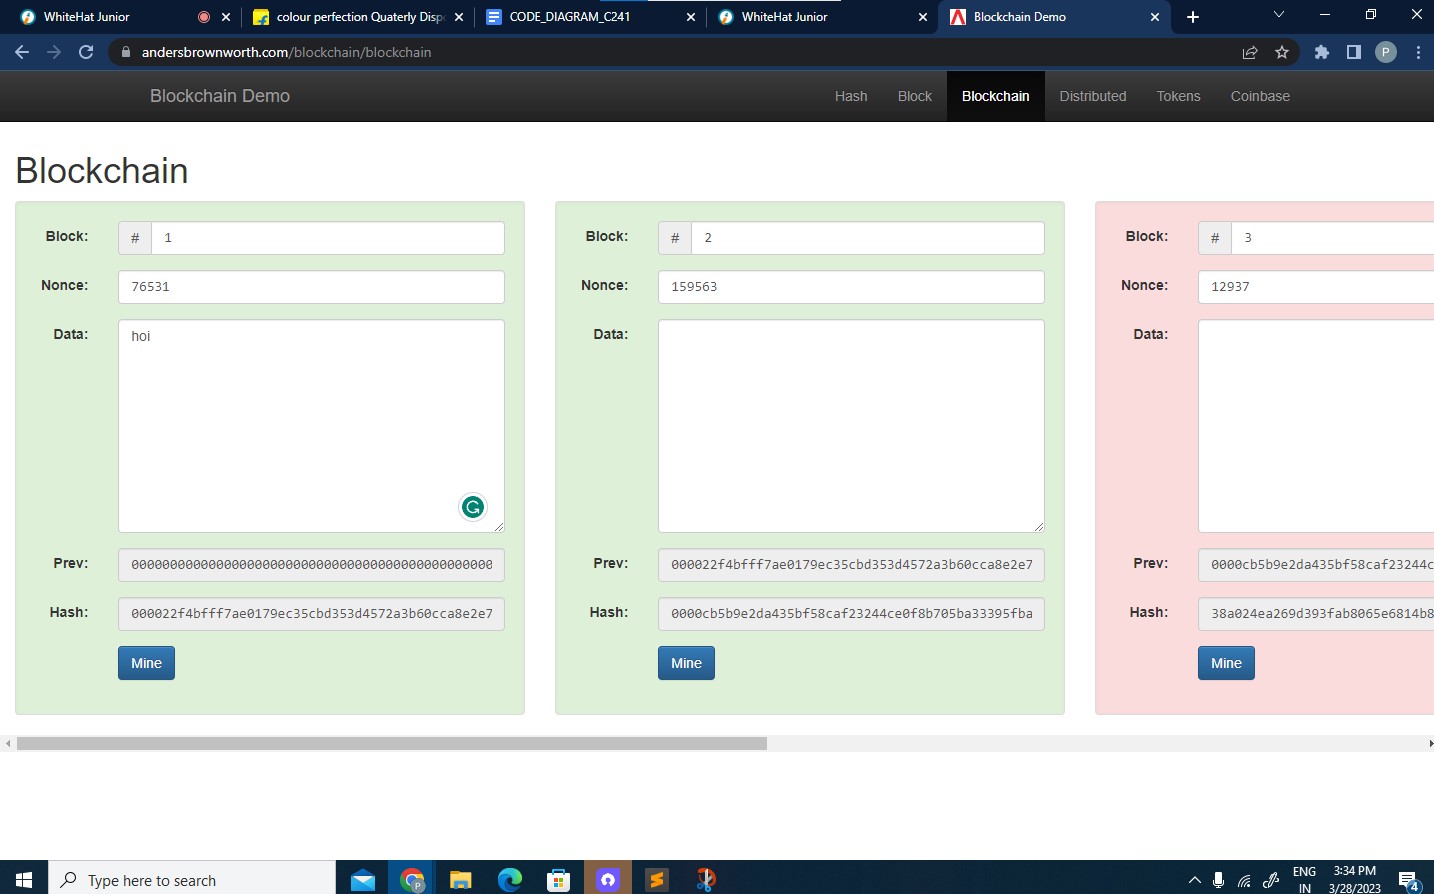 WhiteHat Junior
colour perfection Quaterly Disp
CODE_DIAGRAM_C241
WhiteHat Junior
Blockchain Demo
andersbrownworth.com/blockchain/blockchain
P
Blockchain Demo
Hash
Block
Blockchain
Distributed
Tokens
Coinbase
Blockchain
Block:
# 1
Nonce:
76531
Data:
hoi
Prev:
00000000000000000000000000000000000000000000000
Hash:
000022f4bfff7ae0179ec35cbd353d4572a3b60cca8e2e7
Mine
Block:
# 2
Nonce:
159563
Data:
Prev:
000022f4bfff7ae0179ec35cbd353d4572a3b60cca8e2e7
Hash:
0000cb5b9e2da435bf58caf23244ce0f8b705ba33395fba
Mine
Block:
# 3
Nonce:
12937
Data:
Prev:
0000cb5b9e2da435bf58caf23244c
Hash:
38a024ea269d393fab8065e6814b8
Mine
Type here to search
P
ENG
IN
3:34 PM
3/28/2023
4